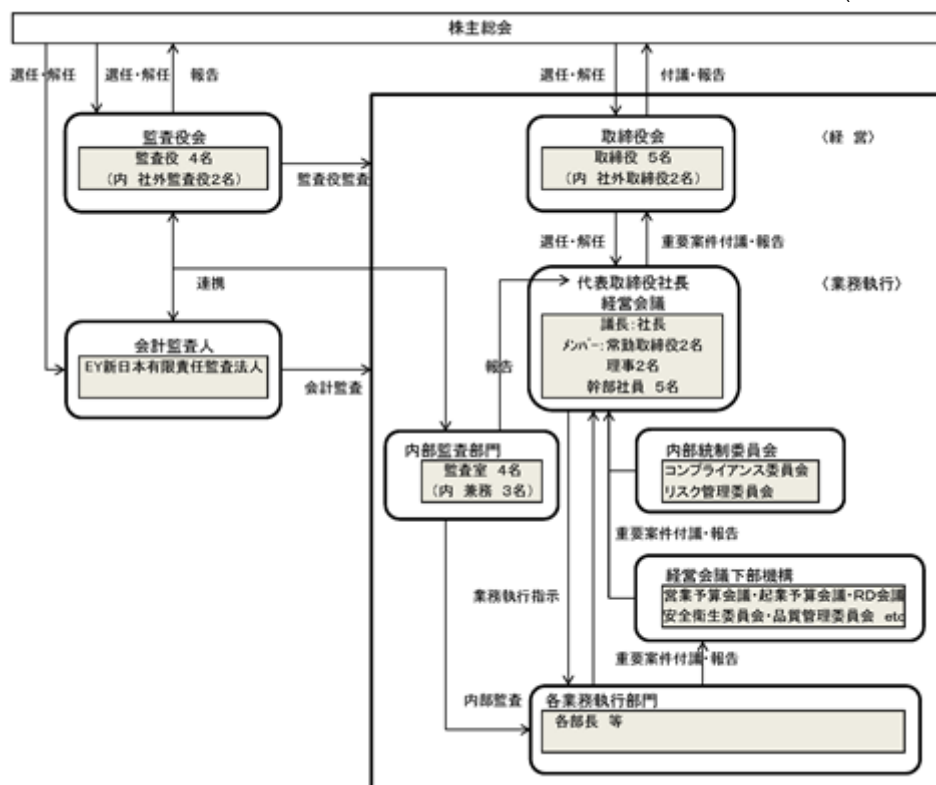 株主総会
選任・解任
選任・解任
報告
選任・解任
付議・報告
監査役会
監査役 4名
(内 社外監査役2名)
監査役監査
取締役会
取締役 5名
(内 社外取締役2名)
〈経 営〉
選任・解任
重要案件付議・報告
連携
代表取締役社長
経営会議
議長:社長
メンバー:常勤取締役2名
理事2名
幹部社員 5名
〈業務執行〉
会計監査人
EY新日本有限責任監査法人
会計監査
報告
内部監査部門
監査室 4名
(内 兼務 3名)
内部統制委員会
コンプライアンス委員会
リスク管理委員会
重要案件付議・報告
経営会議下部機構
営業予算会議・起業予算会議・RD会議
安全衛生委員会・品質管理委員会 etc
業務執行指示
重要案件付議・報告
内部監査
各業務執行部門
各部長 等